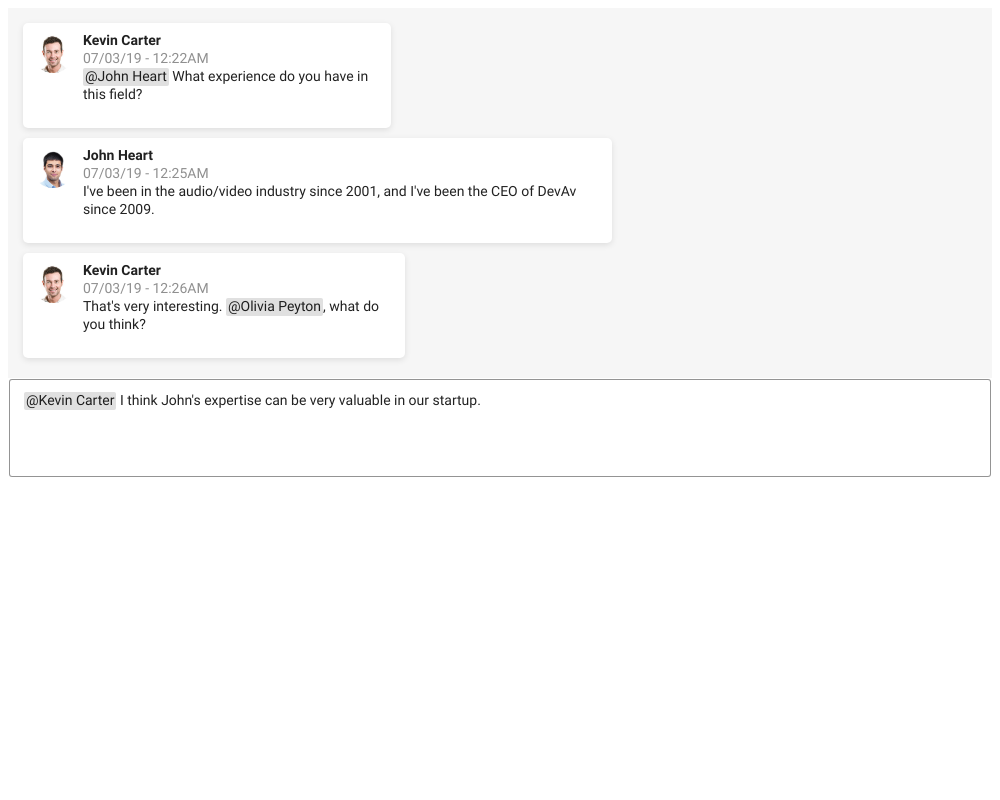 Kevin Carter
07/03/19 - 12:22AM
@John Heart What experience do you have in
this field?
John Heart
07/03/19 - 12:25AM
I've been in the audio/video industry since 2001, and I've been the CEO of DevAv
since 2009.
Kevin Carter
07/03/19 - 12:26AM
That's very interesting. @Olivia Peyton, what do
you think?
@Kevin Carter I think John's expertise can be very valuable in our startup.